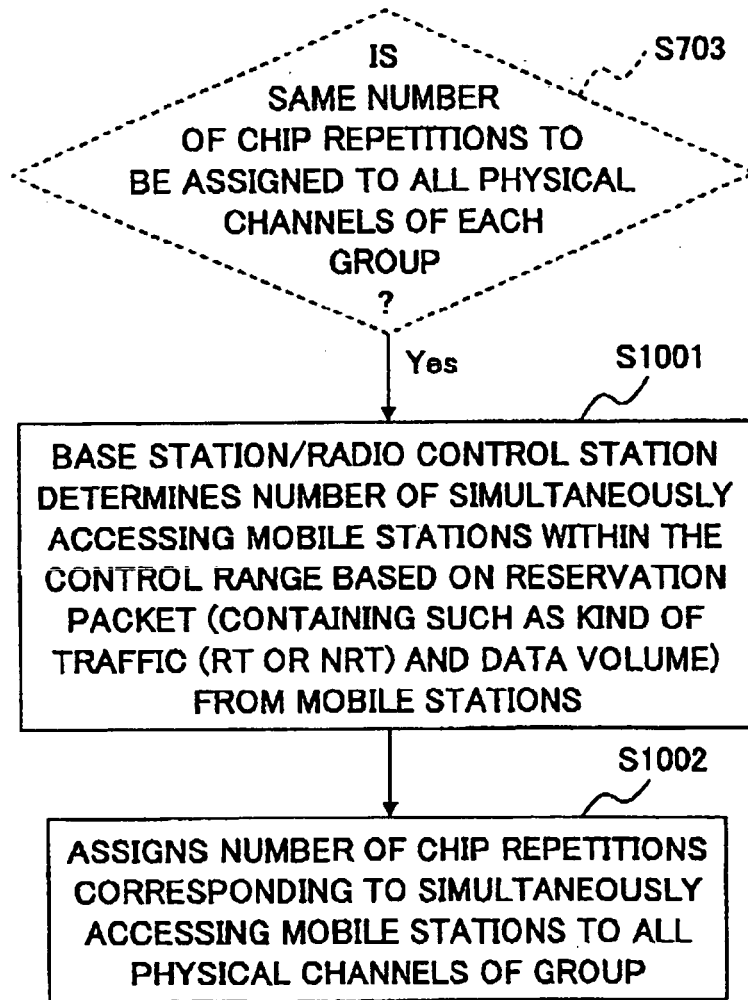 IS
SAME NUMBER
OF CHIP REPETITIONS TO
BE ASSIGNED TO ALL PHYSICAL
CHANNELS OF EACH
GROUP
?
S703
Yes
S1001
BASE STATION/RADIO CONTROL STATION
DETERMINES NUMBER OF SIMULTANEOUSLY
ACCESSING MOBILE STATIONS WITHIN THE
CONTROL RANGE BASED ON RESERVATION
PACKET (CONTAINING SUCH AS KIND OF
TRAFFIC (RT OR NRT) AND DATA VOLUME)
FROM MOBILE STATIONS
S1002
ASSIGNS NUMBER OF CHIP REPETITIONS
CORRESPONDING TO SIMULTANEOUSLY
ACCESSING MOBILE STATIONS TO ALL
PHYSICAL CHANNELS OF GROUP